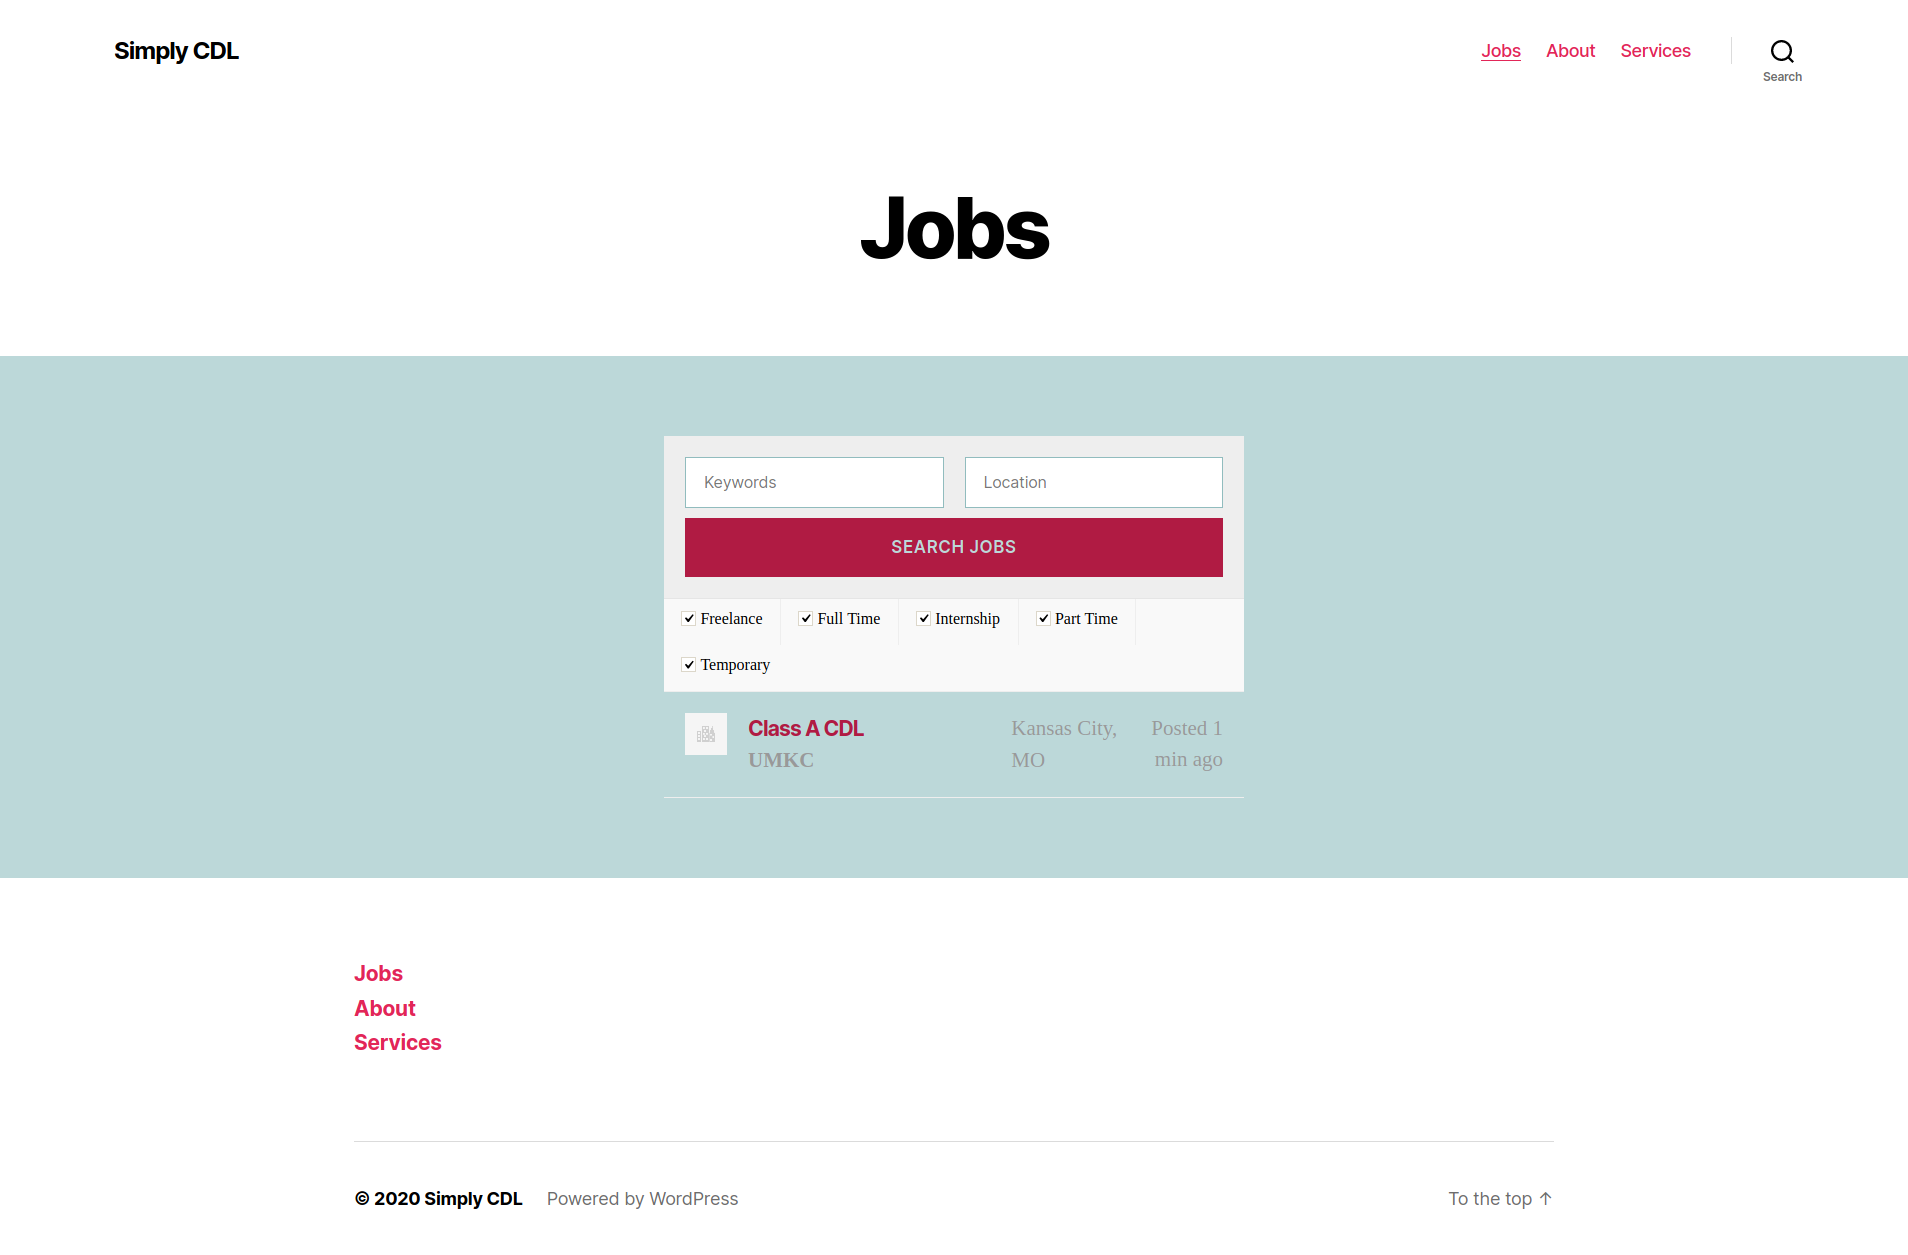 Simply CDL
Jobs About Services
Search
Jobs
Keywords Location
SEARCH JOBS
Freelance Full Time Internship Part Time
Temporary
Class A CDL Kansas City, Posted 1
UMKC MO min ago
Jobs
About
Services
© 2020 Simply CDL Powered by WordPress To the top ↑